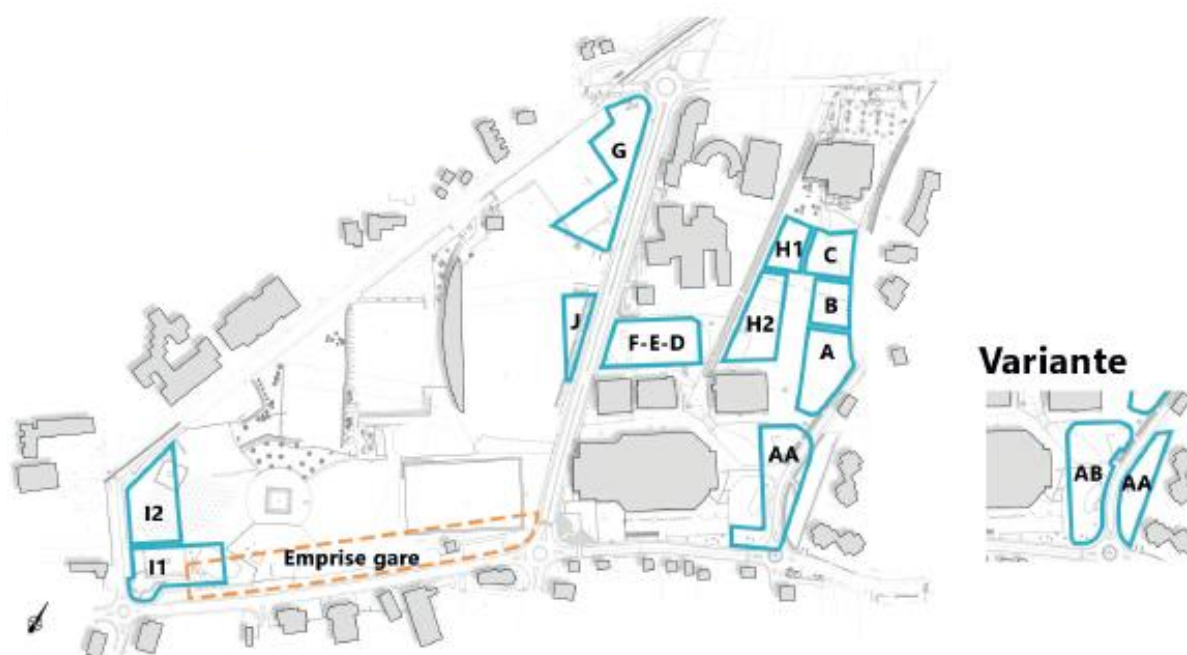 G
H1
C
B
J
H2
F-E-D
A
Variante
AA
AB
AA
I2
Emprise gare
I1